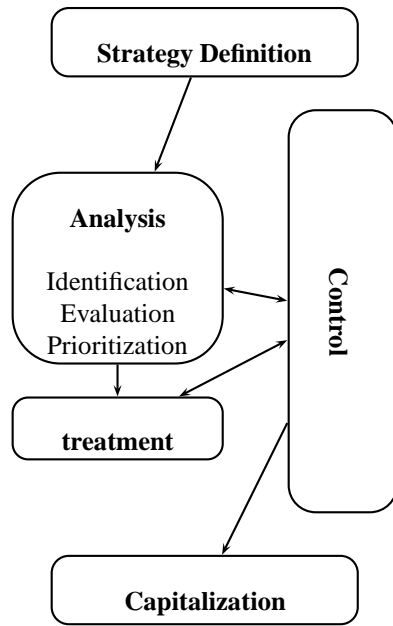 Strategy Definition
Analysis
Identification
Evaluation
Prioritization
Control
treatment
Capitalization